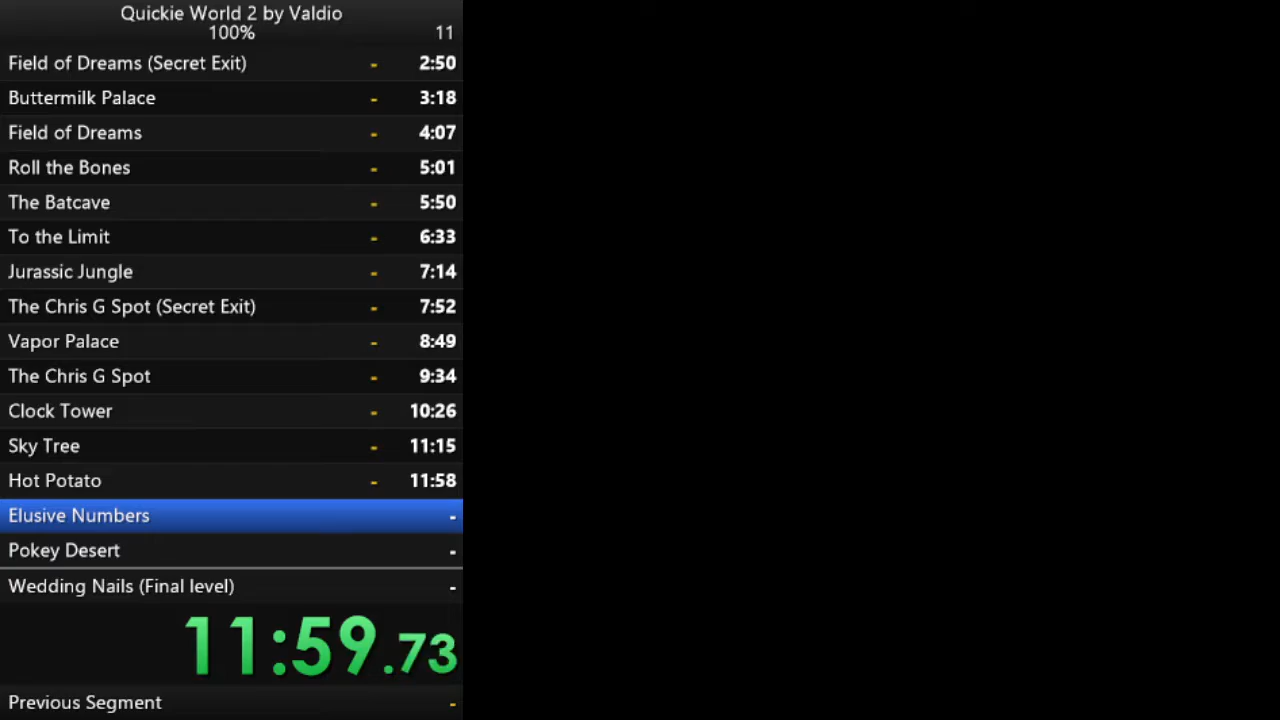 Quickie World 2 by Valdio
100% 11
Field of Dreams (Secret Exit) - 2:50
Buttermilk Palace - 3:18
Field of Dreams - 4:07
Roll the Bones - 5:01
The Batcave - 5:50
To the Limit - 6:33
Jurassic Jungle - 7:14
The Chris G Spot (Secret Exit) - 7:52
Vapor Palace - 8:49
The Chris G Spot - 9:34
Clock Tower - 10:26
Sky Tree - 11:15
Hot Potato - 11:58
Elusive Numbers -
Pokey Desert -
Wedding Nails (Final level) -
11:59.73
Previous Segment -